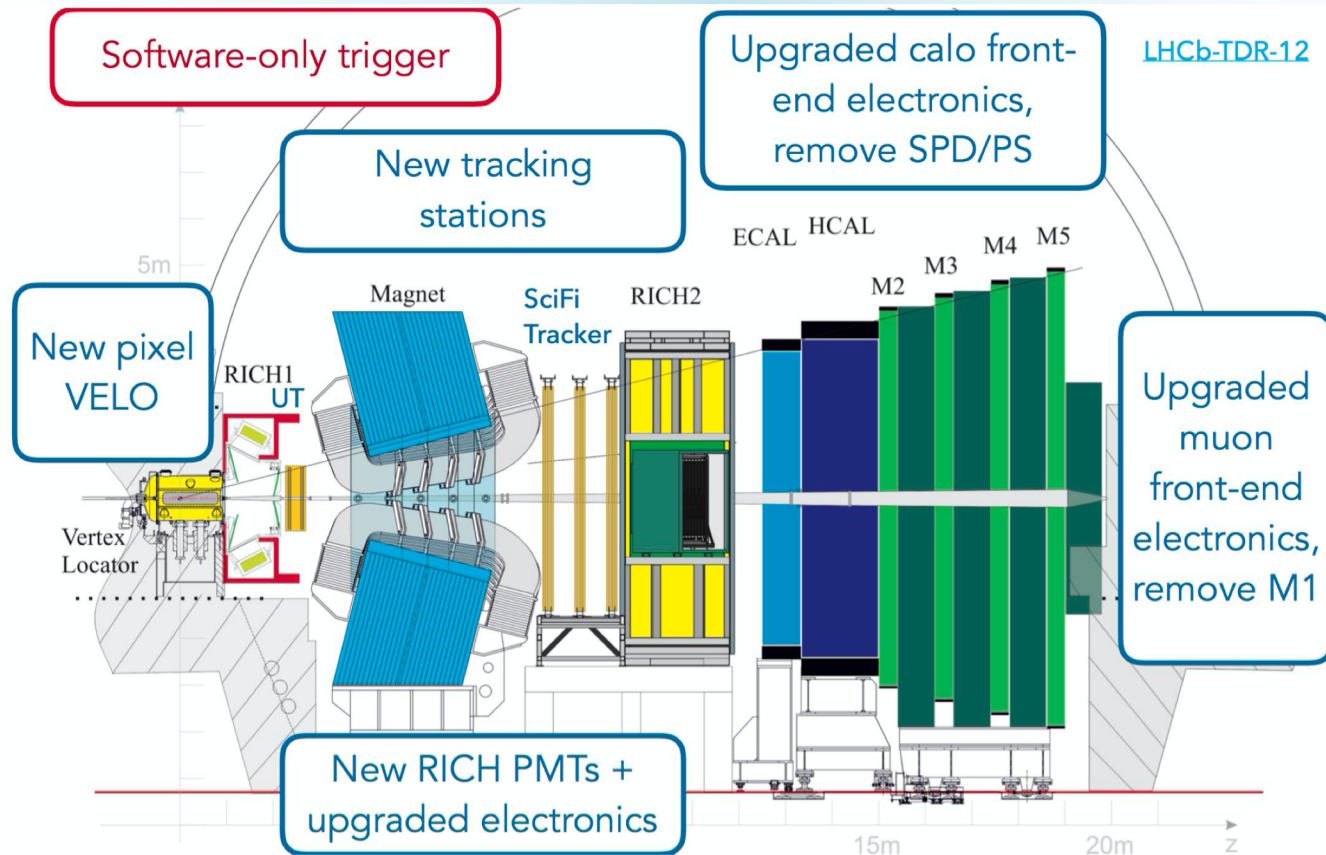 Software-only trigger
Upgraded calo front-
end electronics,
remove SPD/PS
LHCb-TDR-12
New tracking
stations
ECAL
HCAL
M2
M3
M4
M5
5m
Magnet
SciFi
Tracker
RICH2
New pixel
VELO
RICH1
UT
Upgraded
muon
front-end
electronics,
remove M1
Vertex
Locator
New RICH PMTs +
upgraded electronics
15m
20m
z